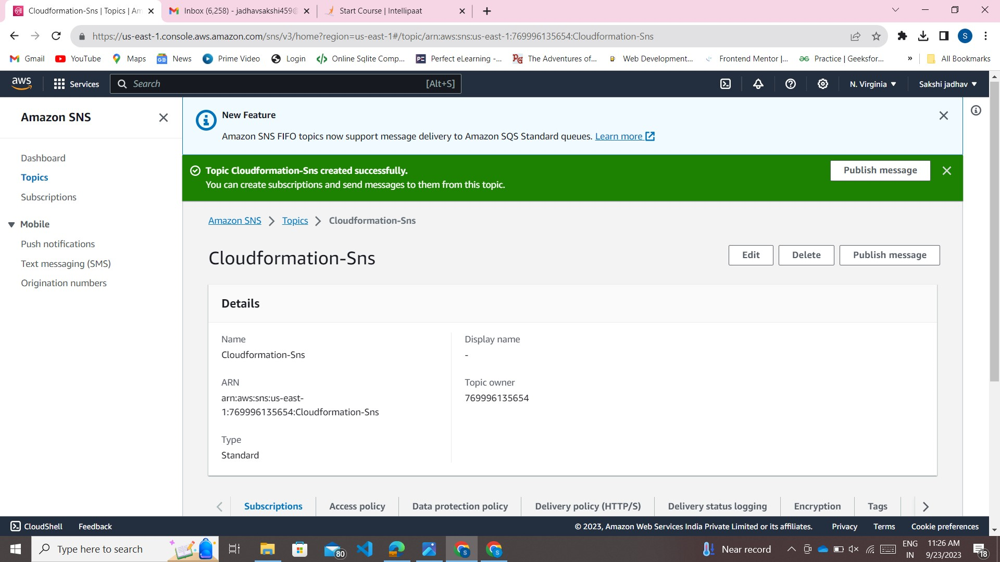 Cloudformation-Sns | Topics | Am
Inbox (6,258) - jadhavsakshi459@
Start Course | Intellipaat
https://us-east-1.console.aws.amazon.com/sns/v3/home?region=us-east-1#/topic/arn:aws:sns:us-east-1:769996135654:Cloudformation-Sns
S
Gmail
YouTube
Maps
News
Prime Video
Login
Online Sqlite Comp...
Perfect eLearning -...
The Adventures of...
Web Development...
Frontend Mentor |...
Practice | Geeksfor...
»
All Bookmarks
aws
Services
Search
[Alt+S]
N. Virginia
Sakshi jadhav
Amazon SNS
Dashboard
Topics
Subscriptions
Mobile
Push notifications
Text messaging (SMS)
Origination numbers
New Feature
Amazon SNS FIFO topics now support message delivery to Amazon SQS Standard queues. Learn more
Topic Cloudformation-Sns created successfully.
You can create subscriptions and send messages to them from this topic.
Publish message
Amazon SNS
Topics
Cloudformation-Sns
Cloudformation-Sns
Edit
Delete
Publish message
Details
Name
Cloudformation-Sns
ARN
arn:aws:sns:us-east-
1:769996135654:Cloudformation-Sns
Type
Standard
Display name
-
Topic owner
769996135654
Subscriptions
Access policy
Data protection policy
Delivery policy (HTTP/S)
Delivery status logging
Encryption
Tags
CloudShell
Feedback
© 2023, Amazon Web Services India Private Limited or its affiliates.
Privacy
Terms
Cookie preferences
Type here to search
80
S
S
Near record
ENG
IN
11:26 AM
9/23/2023
18